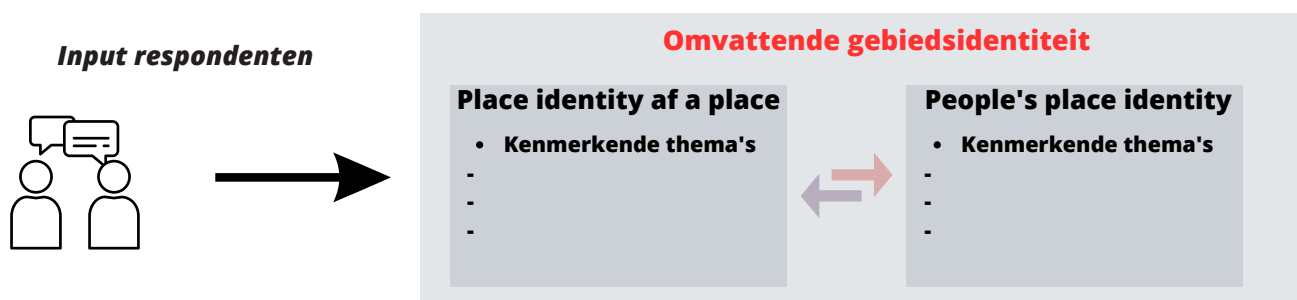 Input respondenten
Omvattende gebiedsidentiteit
Place identity af a place
• Kenmerkende thema's
-
-
-
People's place identity
• Kenmerkende thema's
-
-
-